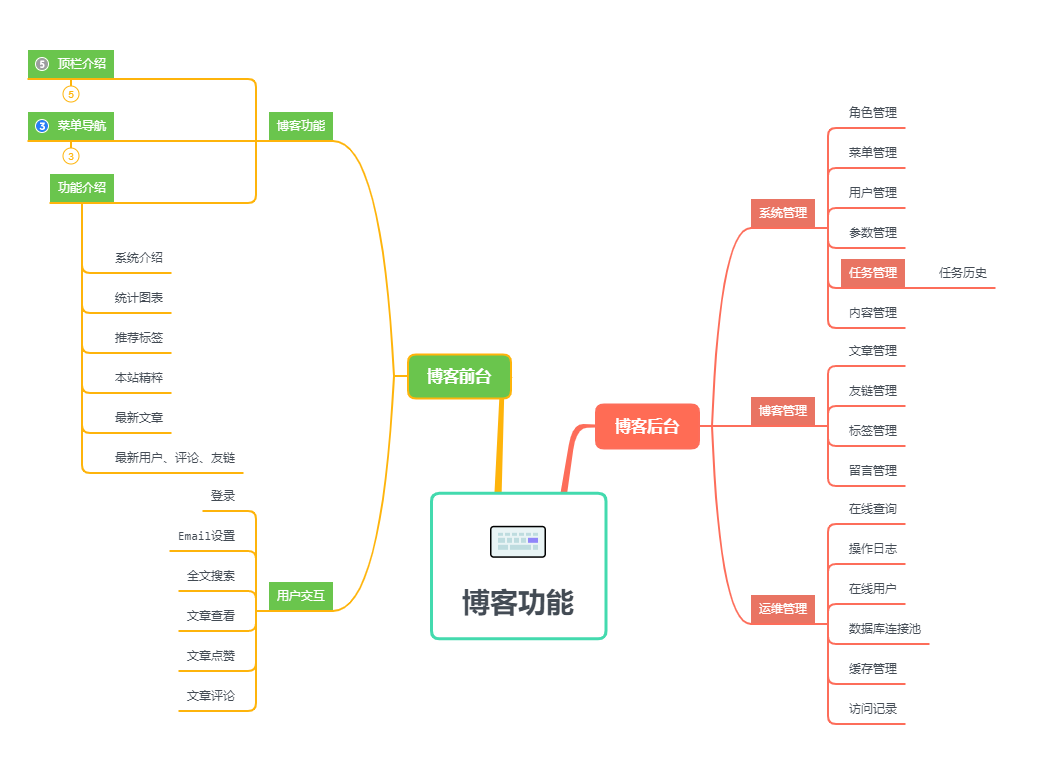 5 顶栏介绍
5
3 菜单导航
3
功能介绍
系统介绍
统计图表
推荐标签
本站精粹
最新文章
最新用户、评论、友链
博客功能
登录
Email设置
全文搜索
文章查看
文章点赞
文章评论
用户交互
博客前台
博客功能
博客后台
系统管理
角色管理
菜单管理
用户管理
参数管理
任务管理
任务历史
内容管理
博客管理
文章管理
友链管理
标签管理
留言管理
运维管理
在线查询
操作日志
在线用户
数据库连接池
缓存管理
访问记录